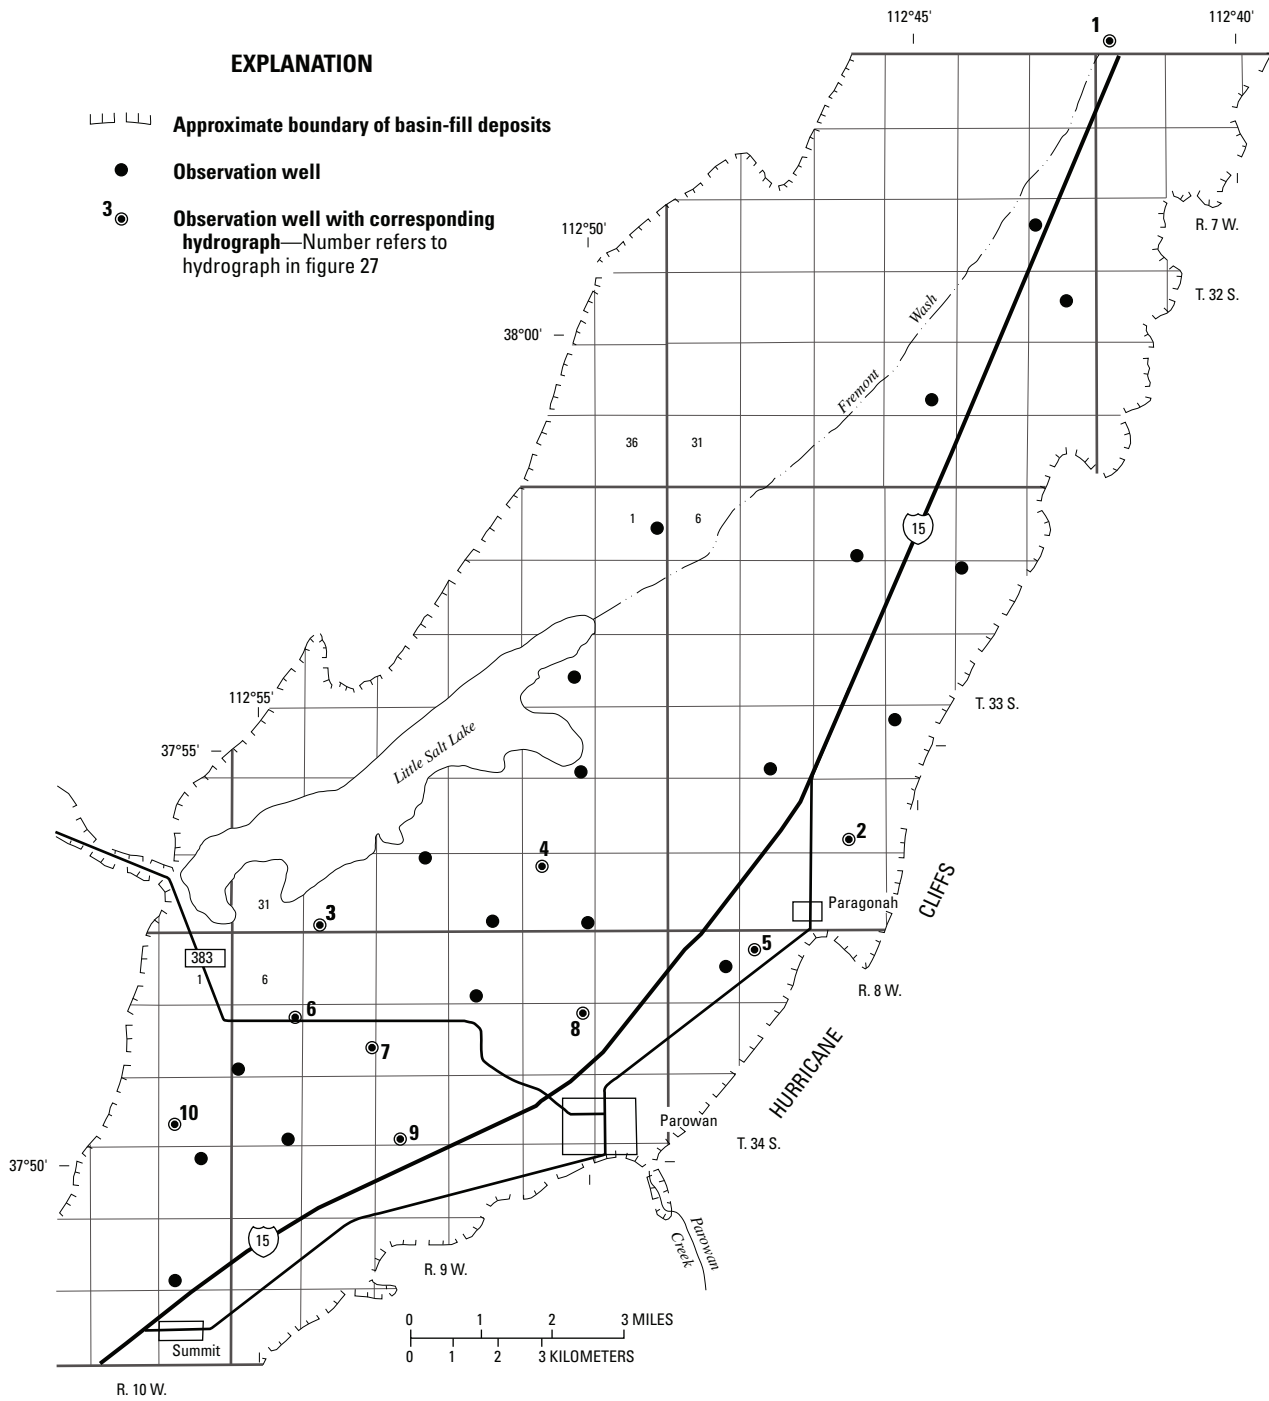 112°45'
112°40'
1
EXPLANATION
Approximate boundary of basin-fill deposits
Observation well
3
Observation well with corresponding
hydrograph—Number refers to
hydrograph in figure 27
112°50'
R. 7 W.
T. 32 S.
Wash
38°00'
Fremont
36
31
1
6
15
112°55'
T. 33 S.
37°55'
Little Salt Lake
2
4
CLIFFS
Paragonah
31
3
383
5
1
6
R. 8 W.
6
8
7
HURRICANE
10
9
Parowan
T. 34 S.
37°50'
15
Parowan
Creek
R. 9 W.
0
1
2
3 MILES
0
1
2
3 KILOMETERS
Summit
R. 10 W.